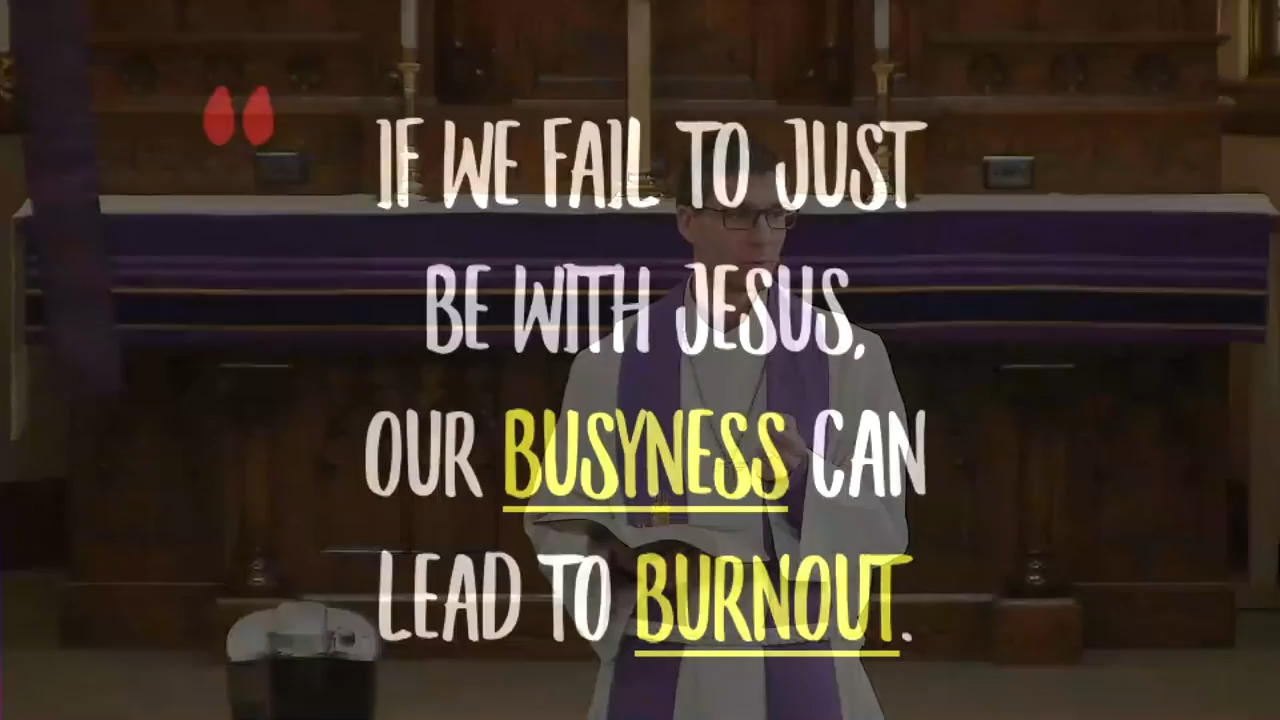 “
IF WE FAIL TO JUST
BE WITH JESUS,
OUR BUSYNESS CAN
LEAD TO BURNOUT.